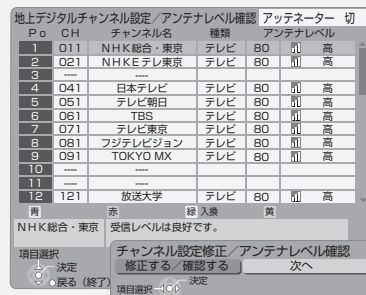 地上デジタルチャンネル設定／アンテナレベル確認 アッテネーター 切
Po CH チャンネル名 種類 アンテナレベル
1 011 NHK総合・東京 テレビ 80 高
2 021 NHKEテレ東京 テレビ 80 高
3 ---- ----
4 041 日本テレビ テレビ 80 高
5 051 テレビ朝日 テレビ 80 高
6 061 TBS テレビ 80 高
7 071 テレビ東京 テレビ 80 高
8 081 フジテレビジョン テレビ 80 高
9 091 TOKYO MX テレビ 80 高
10 ---- ----
11 ---- ----
12 121 放送大学 テレビ 80 高
青 赤 緑 入換 黄
NHK総合・東京 受信レベルは良好です。
項目選択
決定
戻る（終了）
チャンネル設定修正／アンテナレベル確認
修正する／確認する 次へ
項目選択 決定